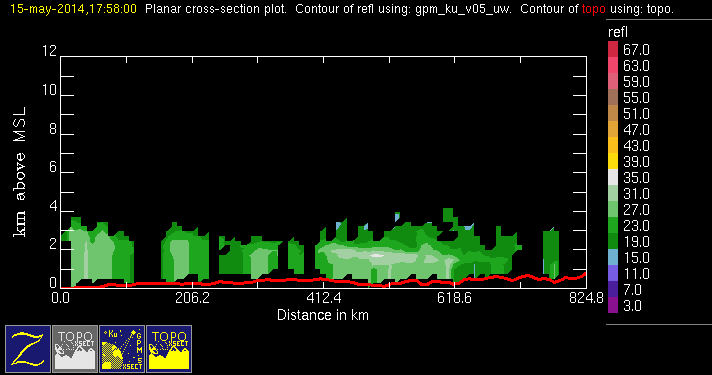 15-may-2014,17:58:00 Planar cross-section plot. Contour of refl using: gpm_ku_v05_uw. Contour of topo using: topo.
refl
67.0
63.0
59.0
55.0
51.0
47.0
43.0
39.0
35.0
31.0
27.0
23.0
19.0
15.0
11.0
7.0
3.0
km above MSL
12
10
8
6
4
2
0
0.0 206.2 412.4 618.6 824.8
Distance in km
Z
TOPO
XSECT
"Ku"
GPM
XSECT
TOPO
XSECT